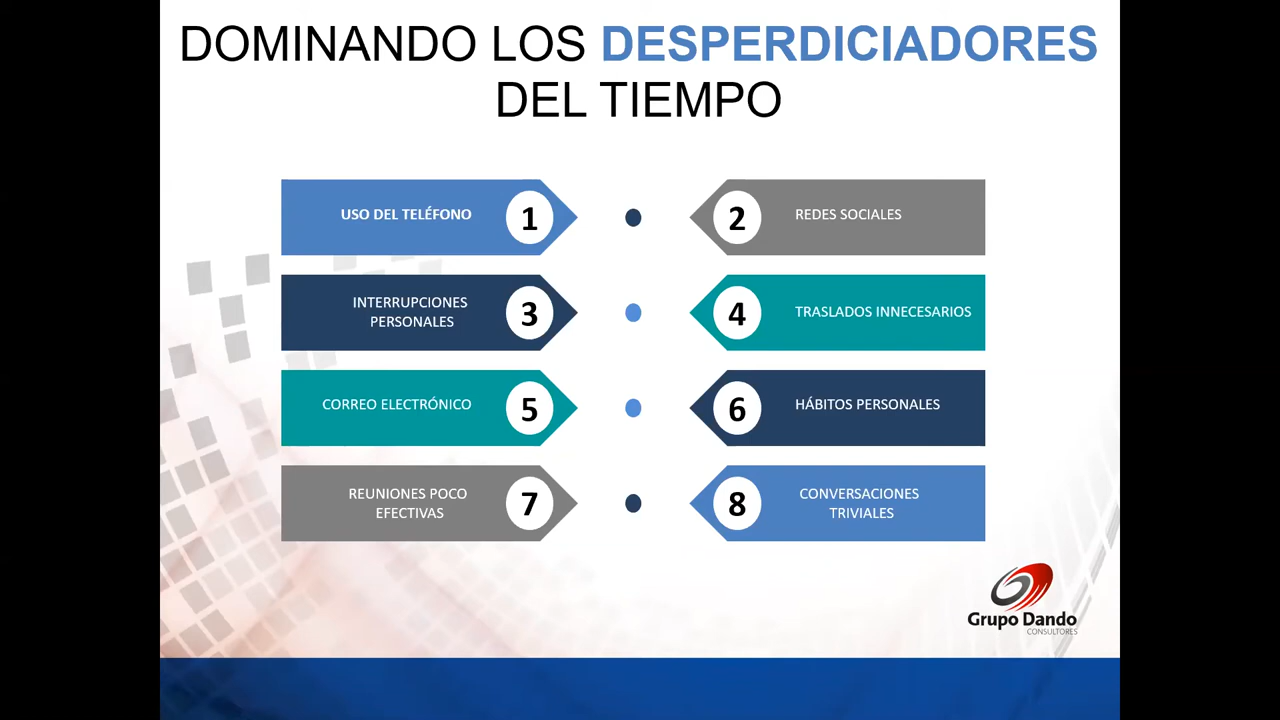 DOMINANDO LOS DESPERDICIADORES
DEL TIEMPO
USO DEL TELÉFONO
1
2
REDES SOCIALES
INTERRUPCIONES
PERSONALES
3
4
TRASLADOS INNECESARIOS
CORREO ELECTRÓNICO
5
6
HÁBITOS PERSONALES
REUNIONES POCO
EFECTIVAS
7
8
CONVERSACIONES
TRIVIALES
Grupo Dando
CONSULTORES